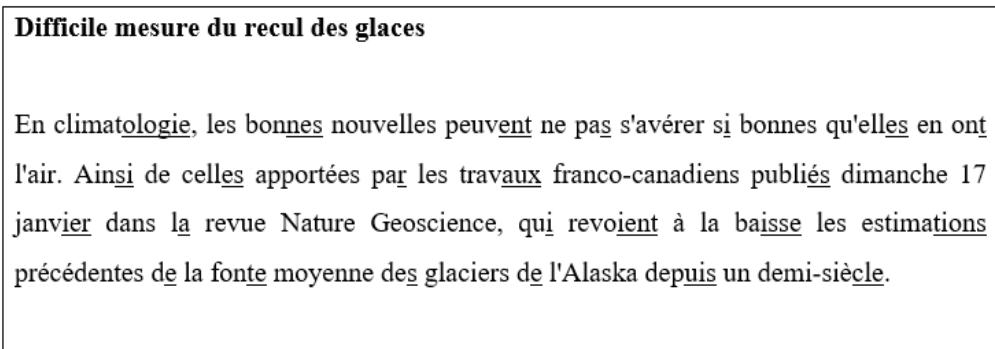 Difficile mesure du recul des glaces
En climatologie, les bonnes nouvelles peuvent ne pas s'avérer si bonnes qu'elles en ont
l'air. Ainsi de celles apportées par les travaux franco-canadiens publiés dimanche 17
janvier dans la revue Nature Geoscience, qui revoient à la baisse les estimations
précédentes de la fonte moyenne des glaciers de l'Alaska depuis un demi-siècle.